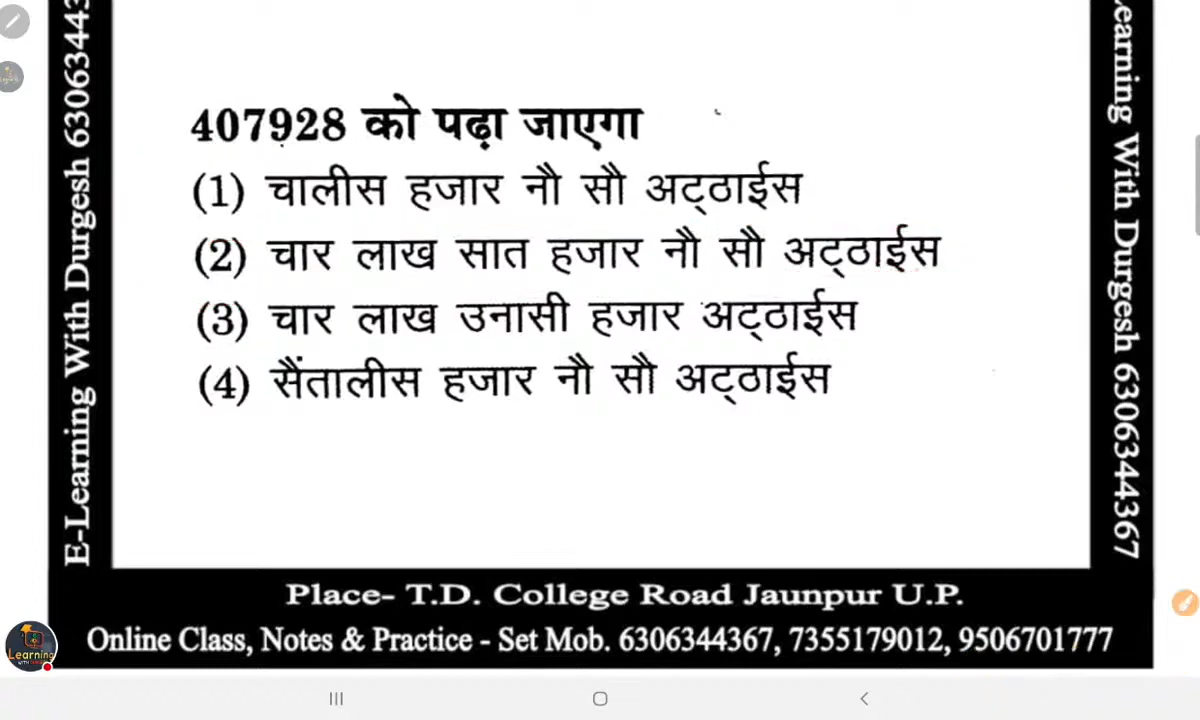 407928 को पढ़ा जाएगा
(1) चालीस हजार नौ सौ अट्ठाईस
(2) चार लाख सात हजार नौ सौ अट्ठाईस
(3) चार लाख उनासी हजार अट्ठाईस
(4) सैंतालीस हजार नौ सौ अट्ठाईस
E-Learning With Durgesh 63063443
Learning With Durgesh 6306344367
Place- T.D. College Road Jaunpur U.P.
Online Class, Notes & Practice - Set Mob. 6306344367, 7355179012, 9506701777
Learning